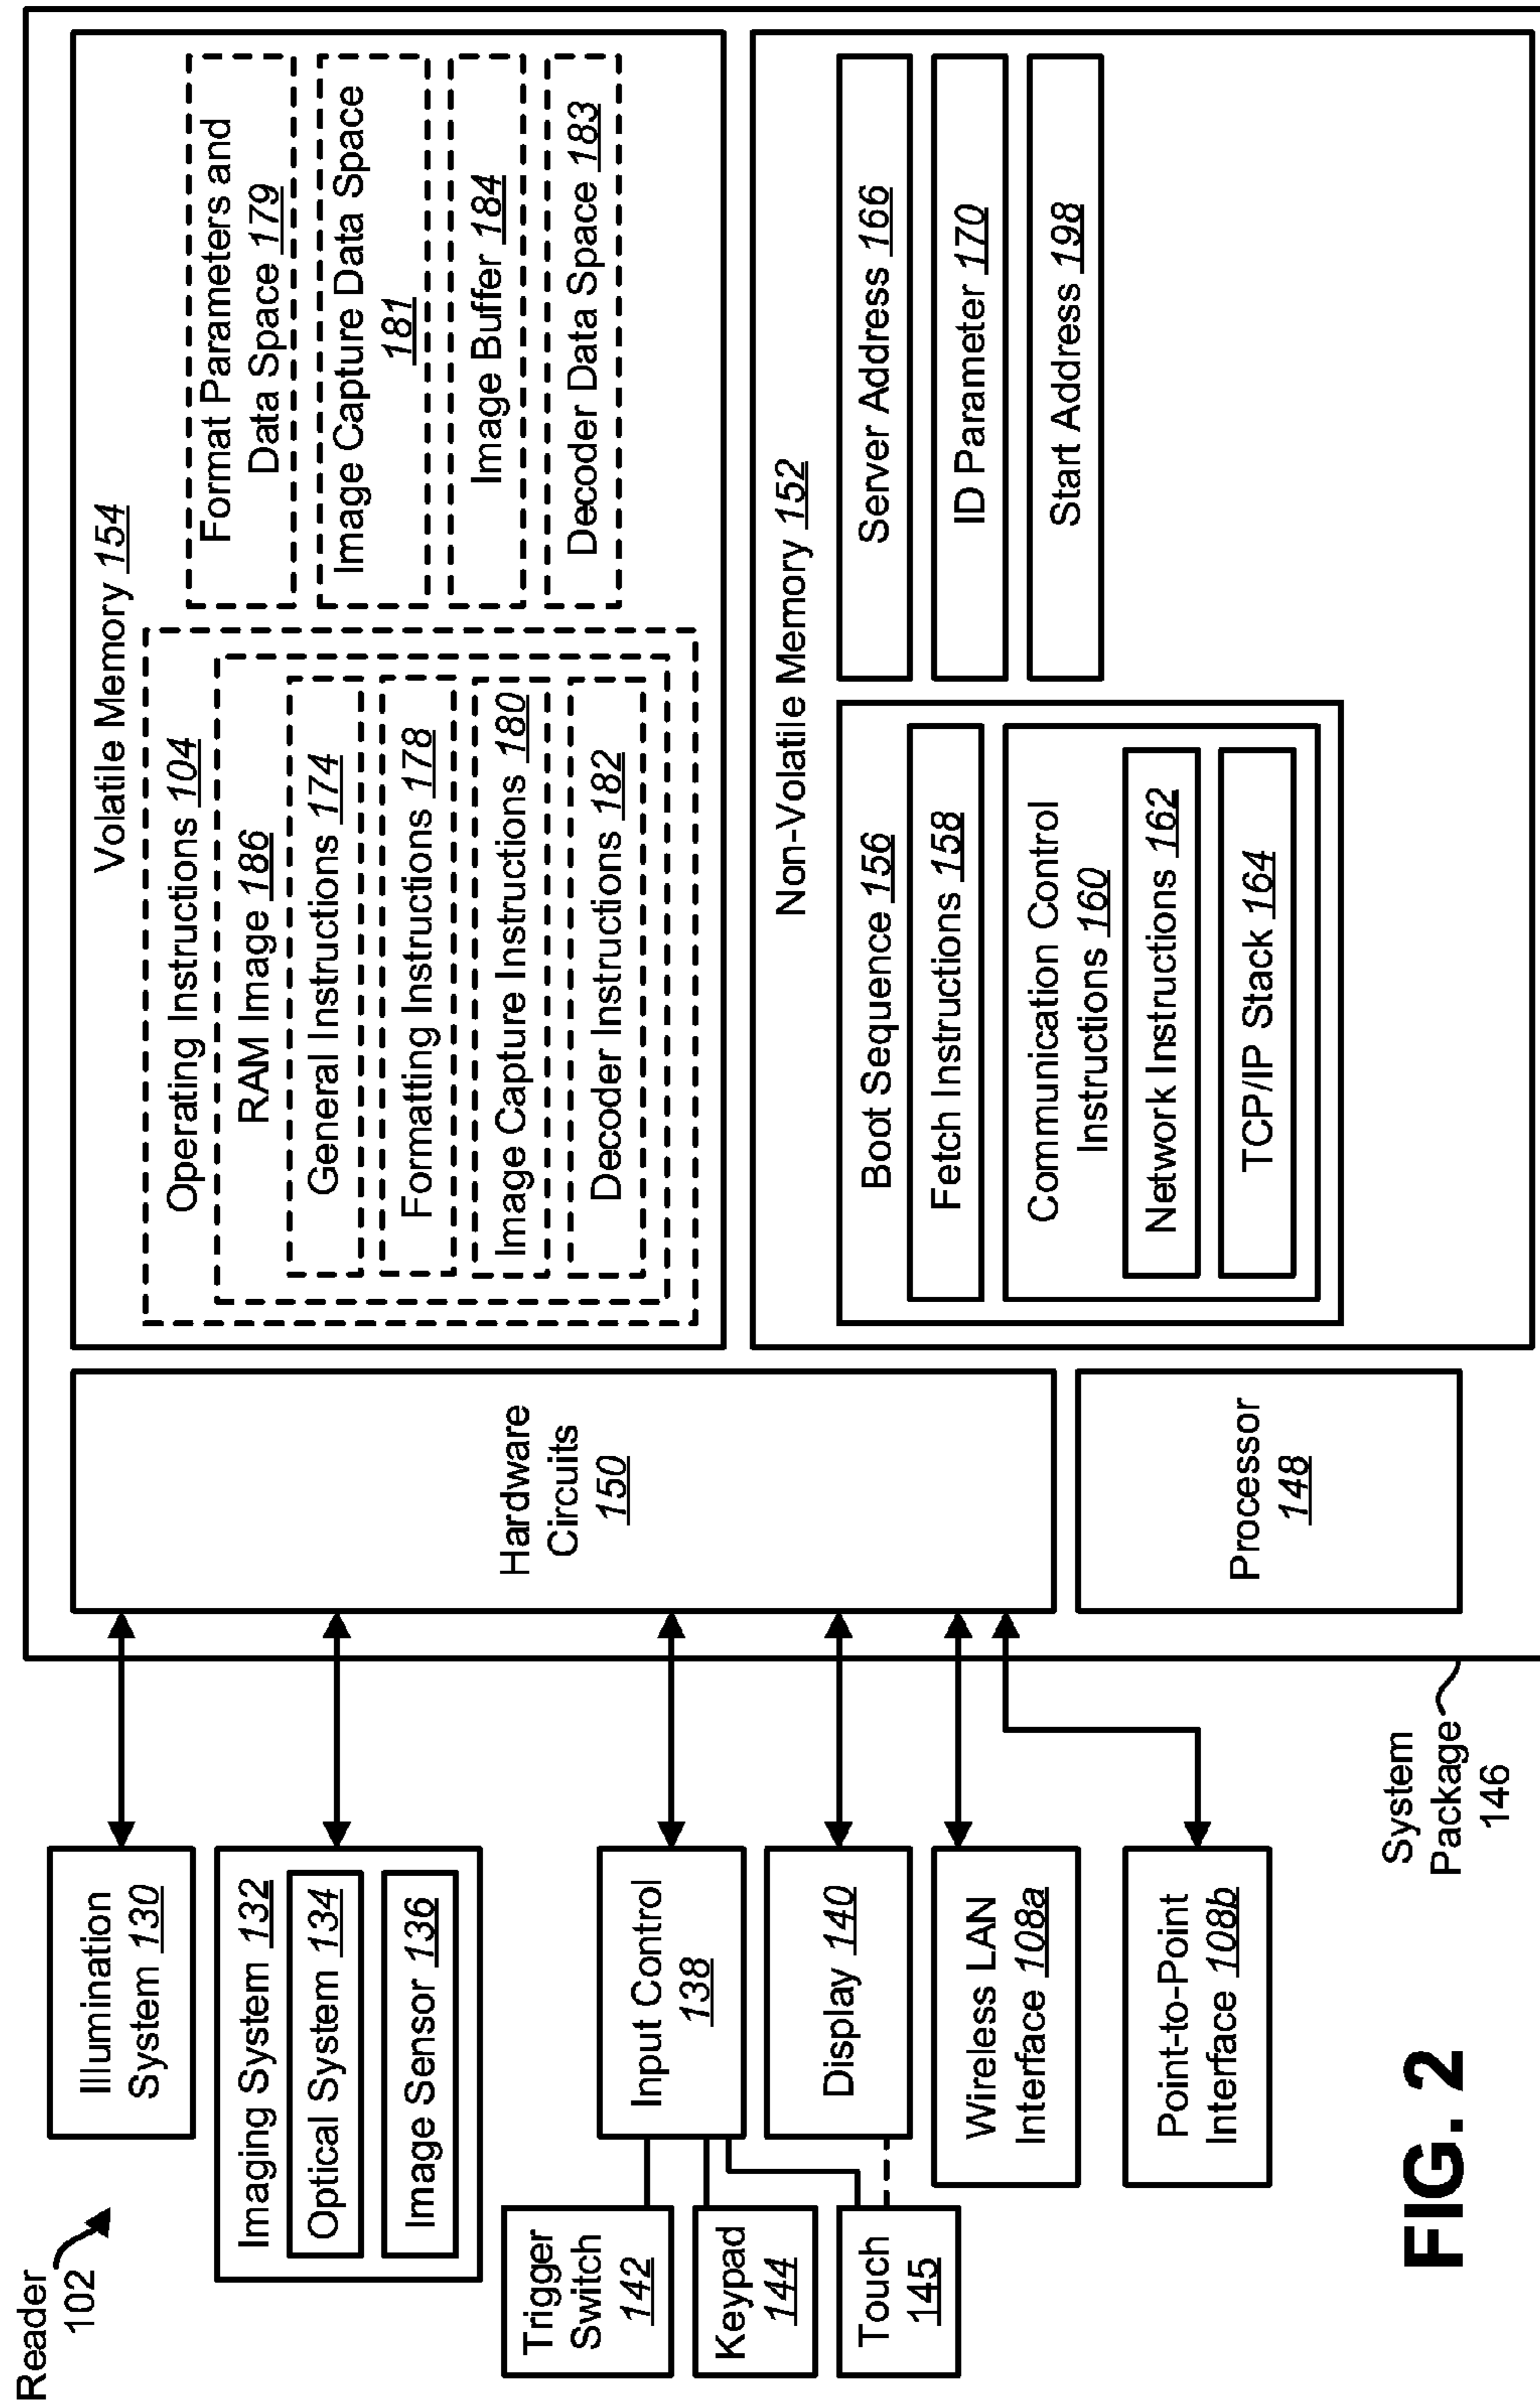 Reader
102
Illumination
System 130
Imaging System 132
Optical System 134
Image Sensor 136
Trigger
Switch
142
Keypad
144
Touch
145
Input Control
138
Display 140
Wireless LAN
Interface 108a
Point-to-Point
Interface 108b
System
Package
146
Hardware
Circuits
150
Processor
148
Volatile Memory 154
Operating Instructions 104
RAM Image 186
General Instructions 174
Formatting Instructions 178
Image Capture Instructions 180
Decoder Instructions 182
Format Parameters and
Data Space 179
Image Capture Data Space
181
Image Buffer 184
Decoder Data Space 183
Non-Volatile Memory 152
Boot Sequence 156
Fetch Instructions 158
Communication Control
Instructions 160
Network Instructions 162
TCP/IP Stack 164
Server Address 166
ID Parameter 170
Start Address 198
FIG. 2